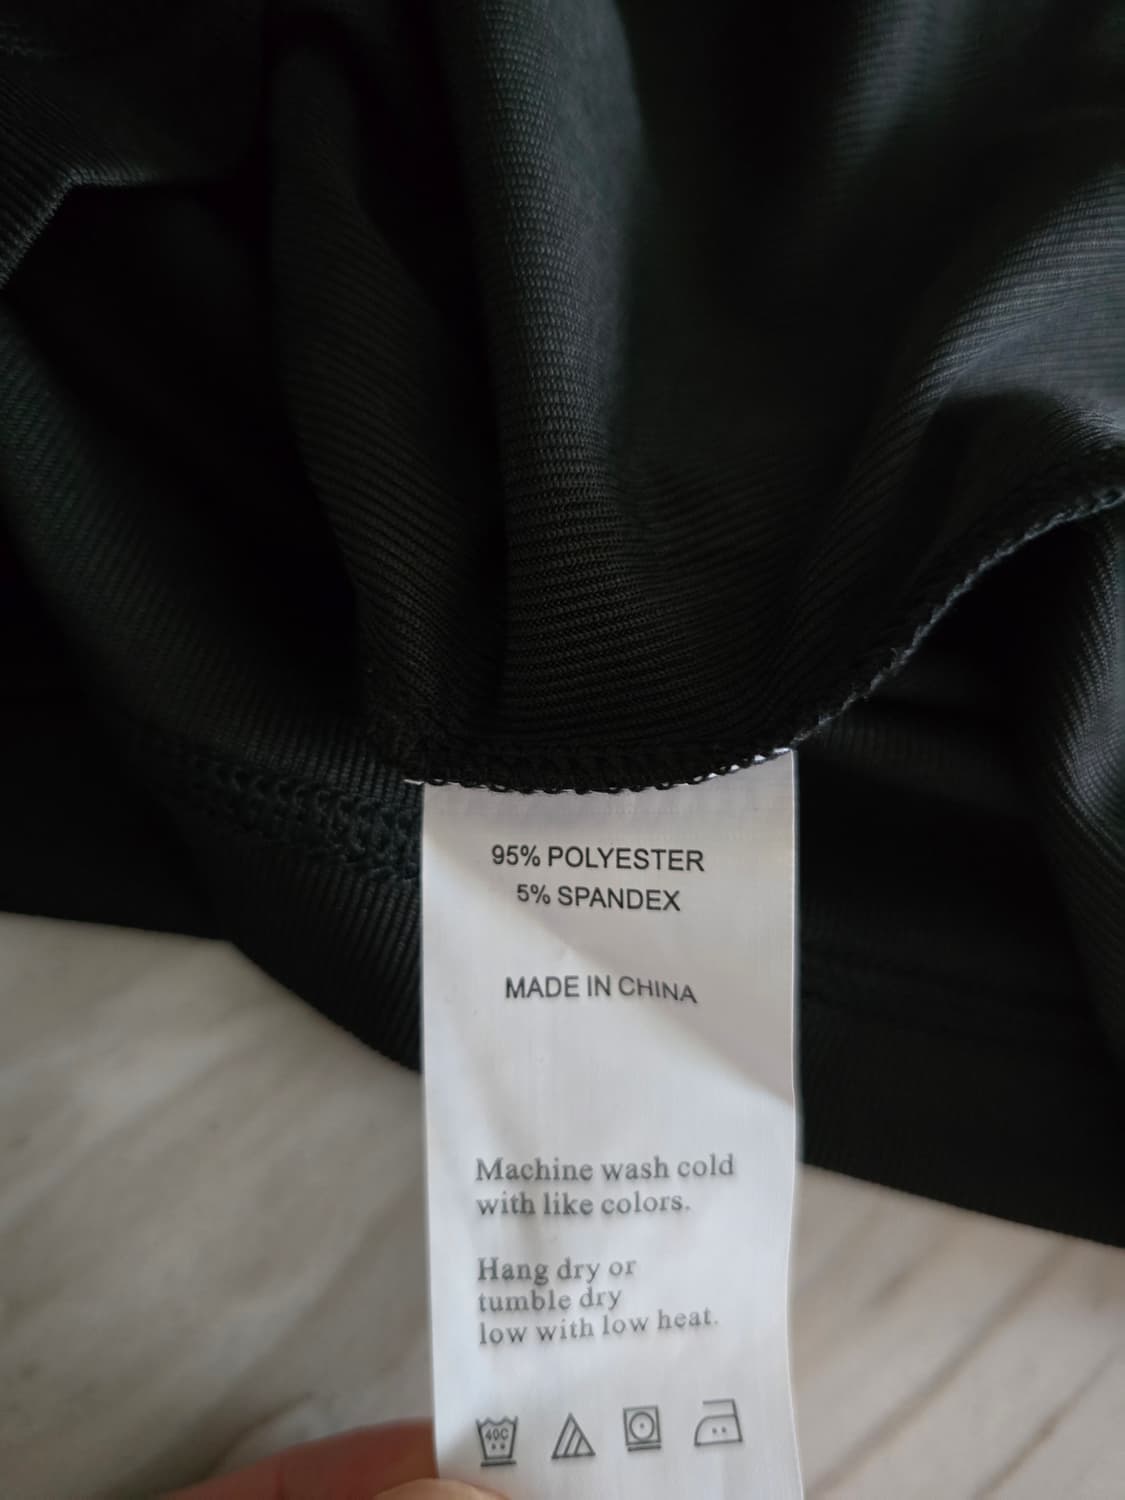 95% POLYESTER
5% SPANDEX
MADE IN CHINA
Machine wash cold
with like colors.
Hang dry or
tumble dry
low with low heat.
40C